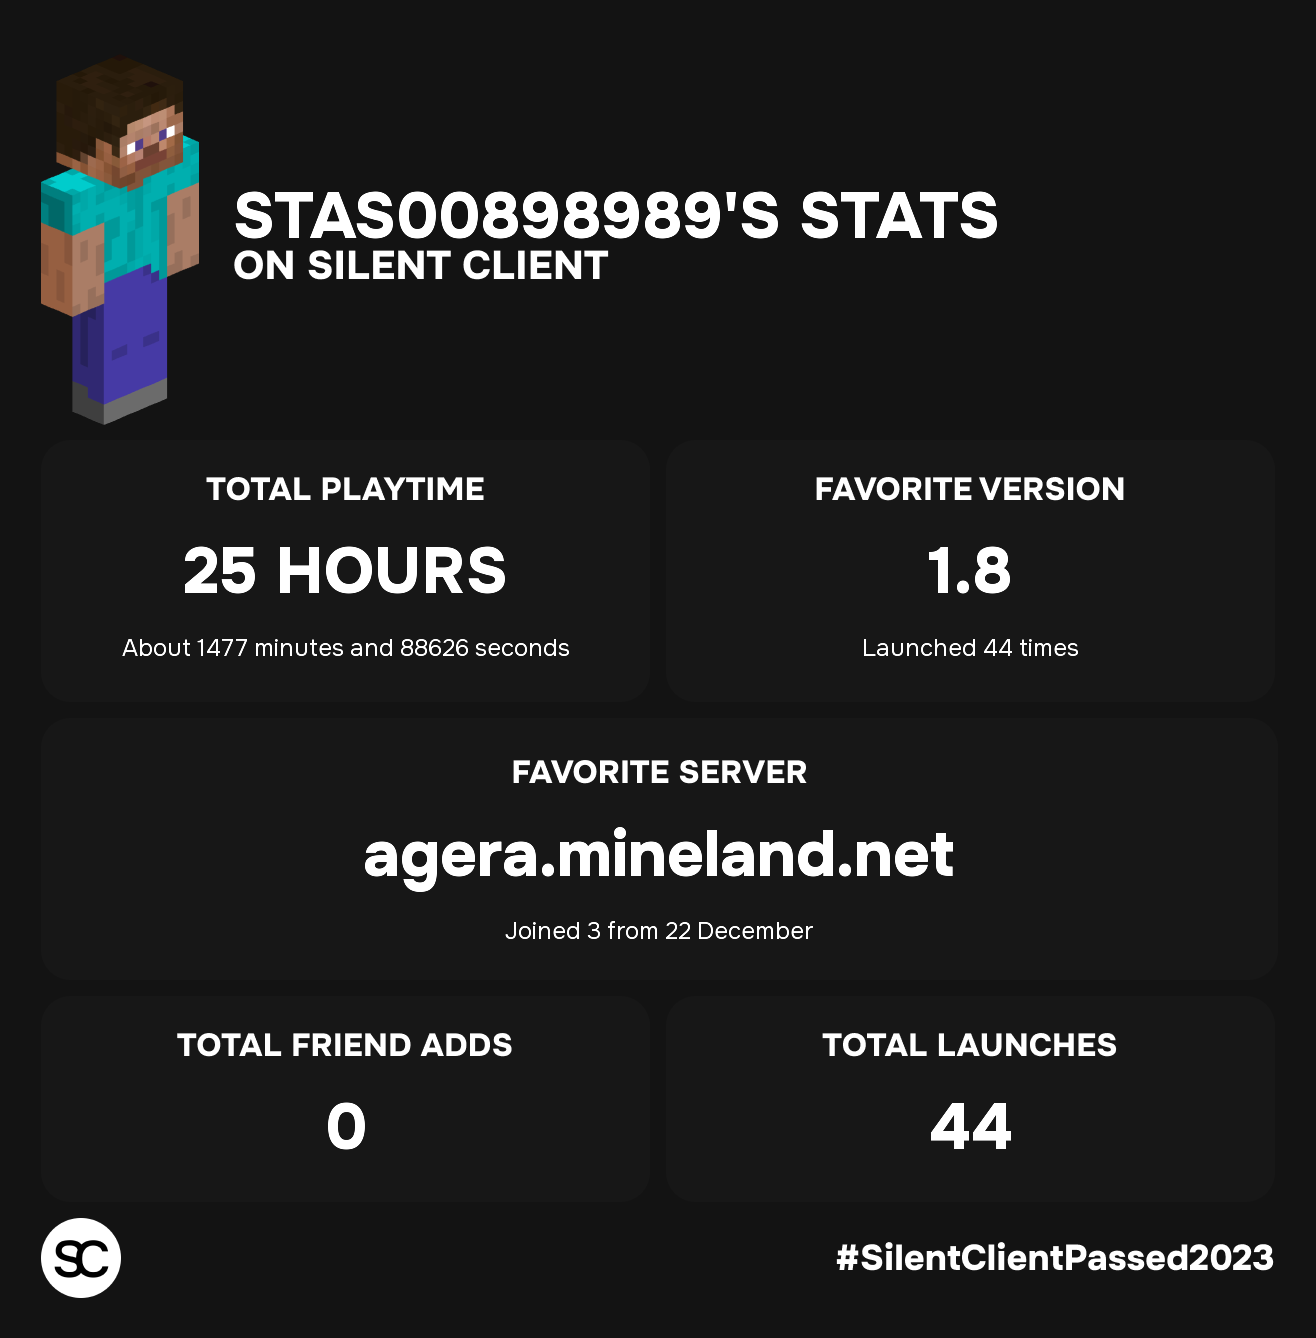 STAS00898989'S STATS
ON SILENT CLIENT
TOTAL PLAYTIME
25 HOURS
About 1477 minutes and 88626 seconds
FAVORITE VERSION
1.8
Launched 44 times
FAVORITE SERVER
agera.mineland.net
Joined 3 from 22 December
TOTAL FRIEND ADDS
0
TOTAL LAUNCHES
44
SC
#SilentClientPassed2023